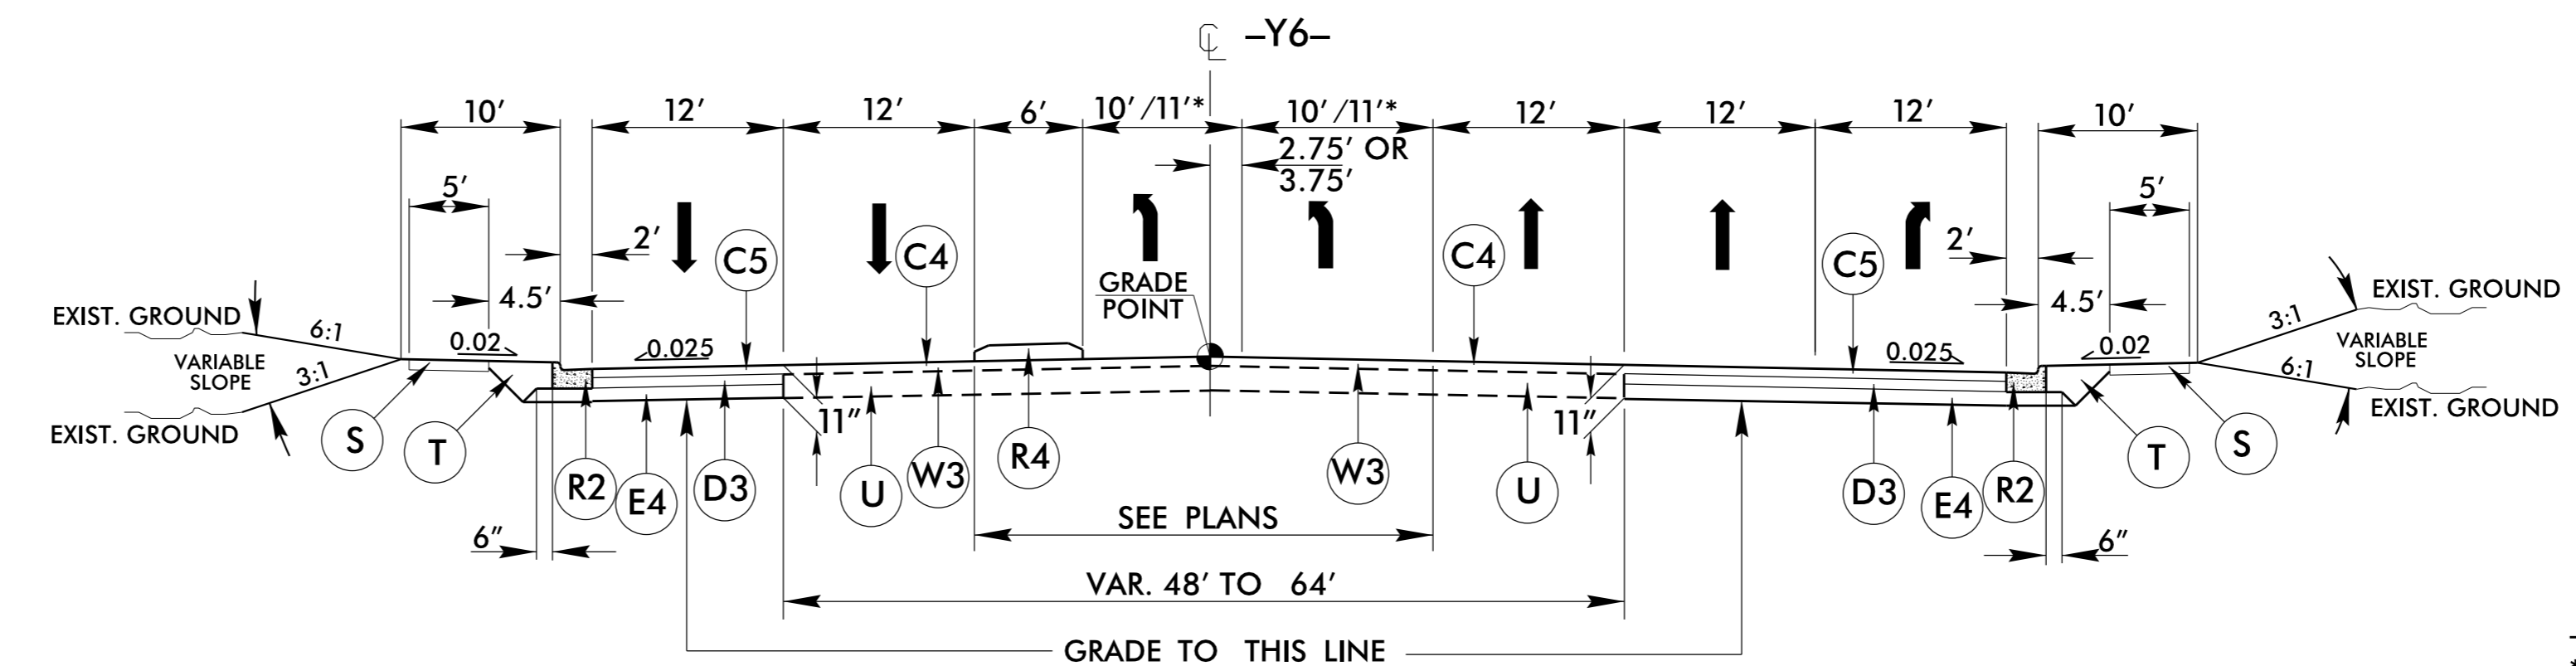 ℄ –Y6–
10' 12' 12' 6' 10'/11'* 10'/11'* 12' 12' 12' 10'
2.75' OR
3.75'
5' 5'
2' C5 C4 C4 C5 2'
GRADE
POINT
4.5' 4.5'
EXIST. GROUND 6:1 3:1 EXIST. GROUND
0.02 0.025 0.025 0.02
VARIABLE
SLOPE
VARIABLE
SLOPE
3:1 6:1
EXIST. GROUND EXIST. GROUND
11" 11"
S T R2 E4 D3 U W3 R4 W3 U D3 E4 R2 T S
SEE PLANS
6" 6"
VAR. 48' TO 64'
GRADE TO THIS LINE